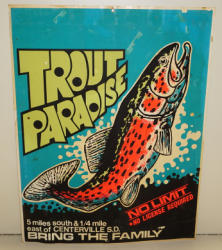 TROUT
PARADISE
NO LIMIT
•NO LICENSE REQUIRED
5 miles south & 1/4 mile
east of CENTERVILLE S.D.
BRING THE FAMILY